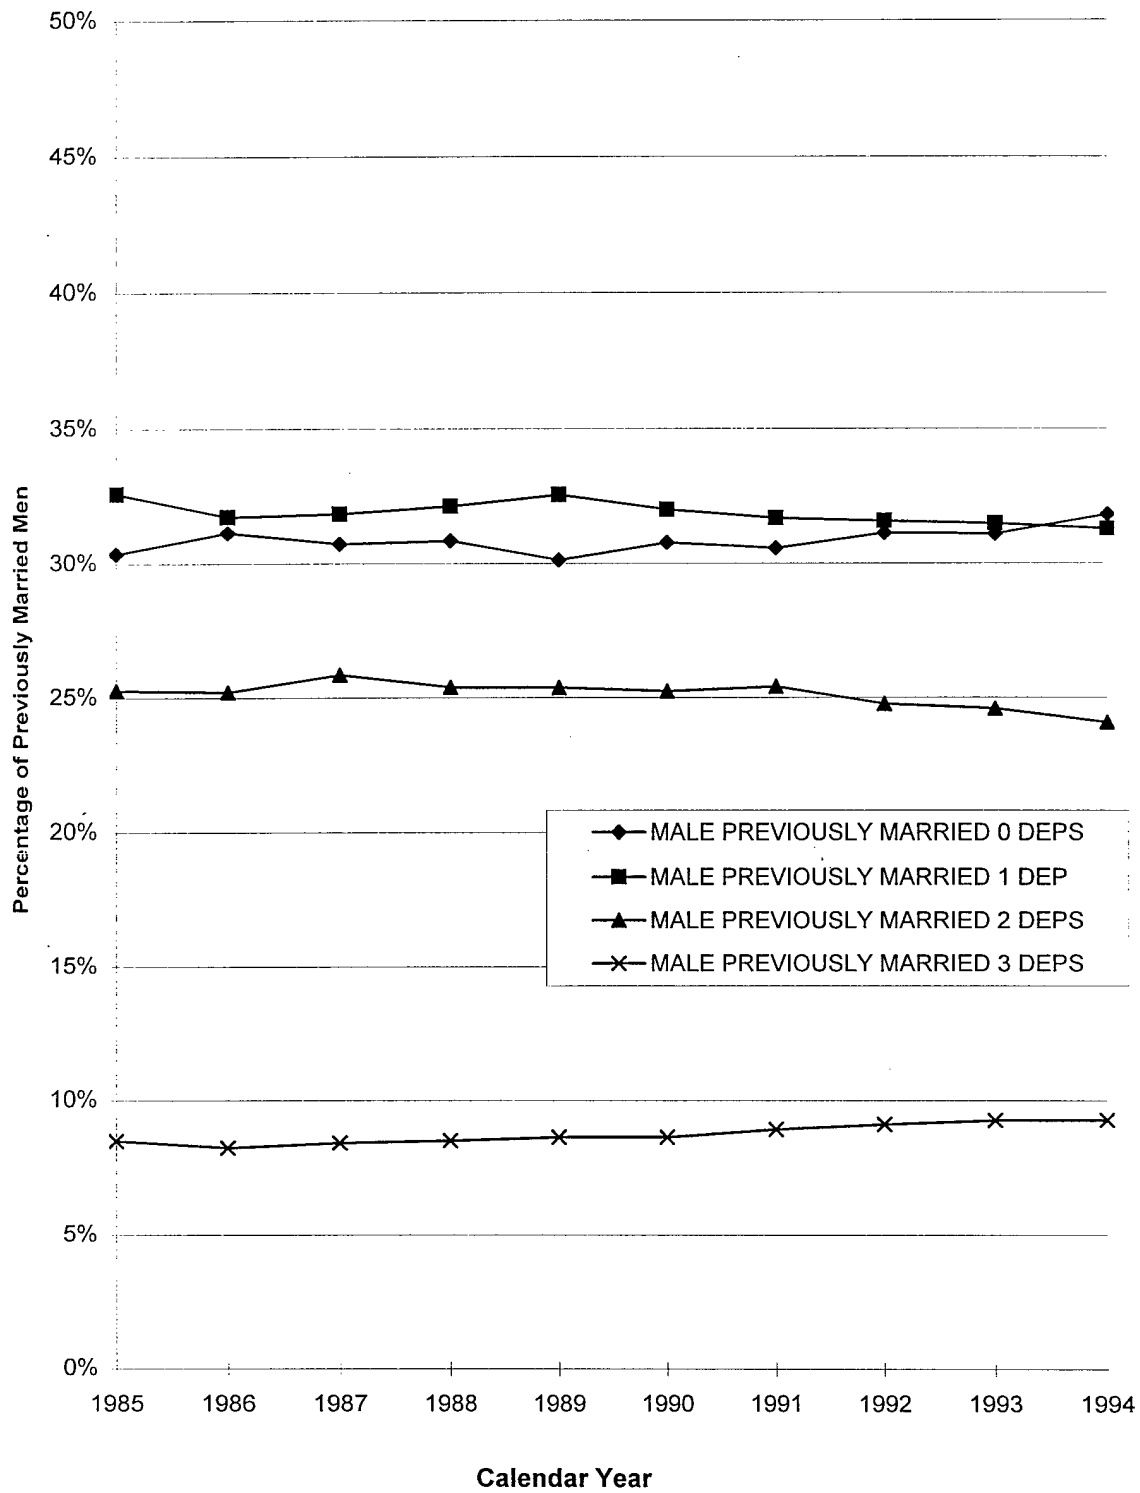 50%
45%
40%
35%
30%
25%
20%
15%
10%
5%
0%
Percentage of Previously Married Men
MALE PREVIOUSLY MARRIED 0 DEPS
MALE PREVIOUSLY MARRIED 1 DEP
MALE PREVIOUSLY MARRIED 2 DEPS
MALE PREVIOUSLY MARRIED 3 DEPS
1985 1986 1987 1988 1989 1990 1991 1992 1993 1994
Calendar Year